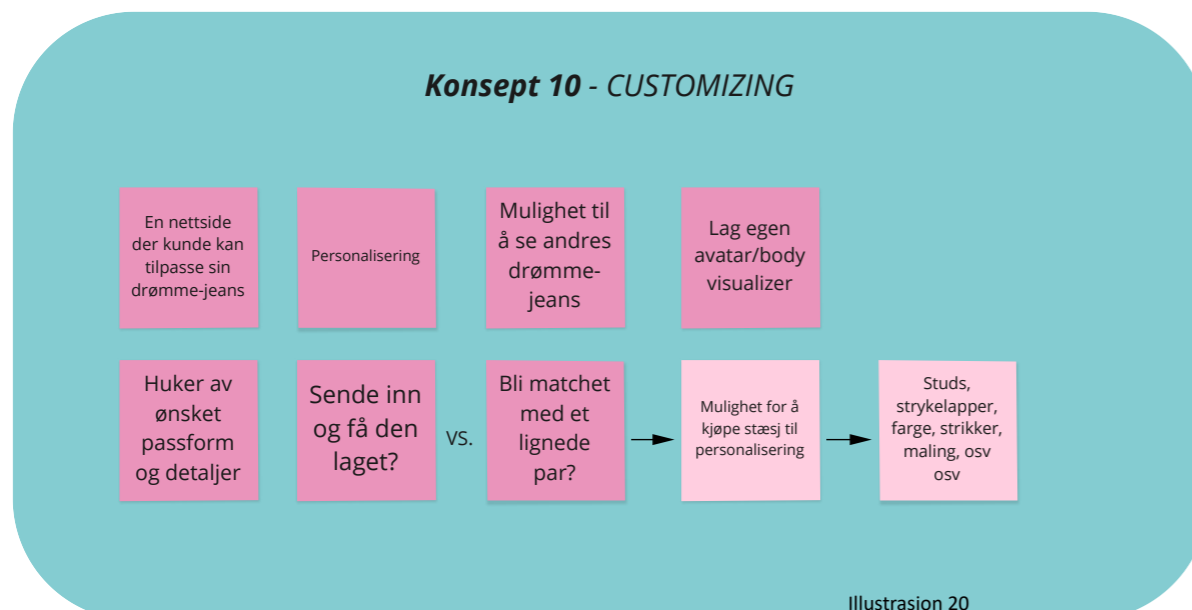 Konsept 10 - CUSTOMIZING
En nettside
der kunde kan
tilpasse sin
drømme-jeans
Personalisering
Mulighet til
å se andres
drømme-
jeans
Lag egen
avatar/body
visualizer
Huker av
ønsket
passform
og detaljer
Sende inn
og få den
laget?
VS.
Bli matchet
med et
lignede
par?
Mulighet for å
kjøpe stæsj til
personalisering
Studs,
strykelapper,
farge, strikker,
maling, osv
osv
Illustrasjon 20